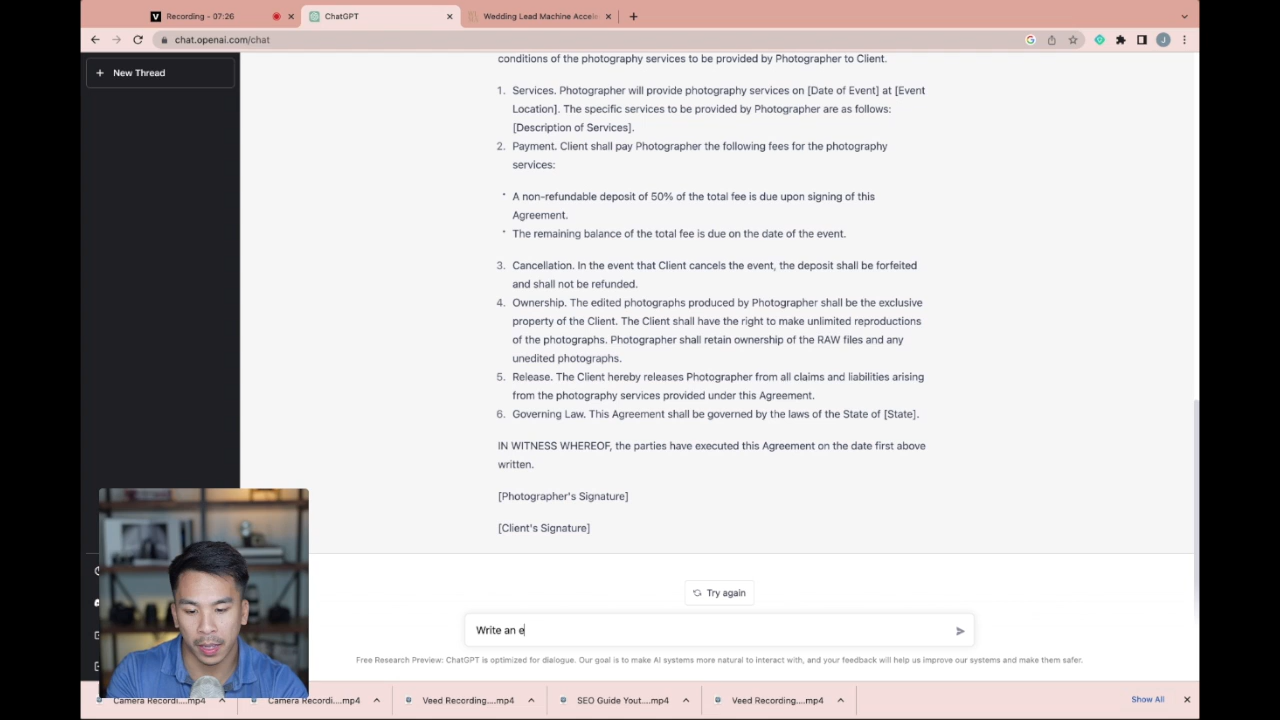 Recording - 07:26
ChatGPT
Wedding Lead Machine Accele
chat.openai.com/chat
J
New Thread
conditions of the photography services to be provided by Photographer to Client.
1. Services. Photographer will provide photography services on [Date of Event] at [Event
Location]. The specific services to be provided by Photographer are as follows:
[Description of Services].
2. Payment. Client shall pay Photographer the following fees for the photography
services:
• A non-refundable deposit of 50% of the total fee is due upon signing of this
Agreement.
• The remaining balance of the total fee is due on the date of the event.
3. Cancellation. In the event that Client cancels the event, the deposit shall be forfeited
and shall not be refunded.
4. Ownership. The edited photographs produced by Photographer shall be the exclusive
property of the Client. The Client shall have the right to make unlimited reproductions
of the photographs. Photographer shall retain ownership of the RAW files and any
unedited photographs.
5. Release. The Client hereby releases Photographer from all claims and liabilities arising
from the photography services provided under this Agreement.
6. Governing Law. This Agreement shall be governed by the laws of the State of [State].
IN WITNESS WHEREOF, the parties have executed this Agreement on the date first above
written.
[Photographer's Signature]
[Client's Signature]
Try again
Write an e
Free Research Preview: ChatGPT is optimized for dialogue. Our goal is to make AI systems more natural to interact with, and your feedback will help us improve our systems and make them safer.
Camera Recordi....mp4
Camera Recordi....mp4
Veed Recording....mp4
SEO Guide Yout....mp4
Veed Recording....mp4
Show All